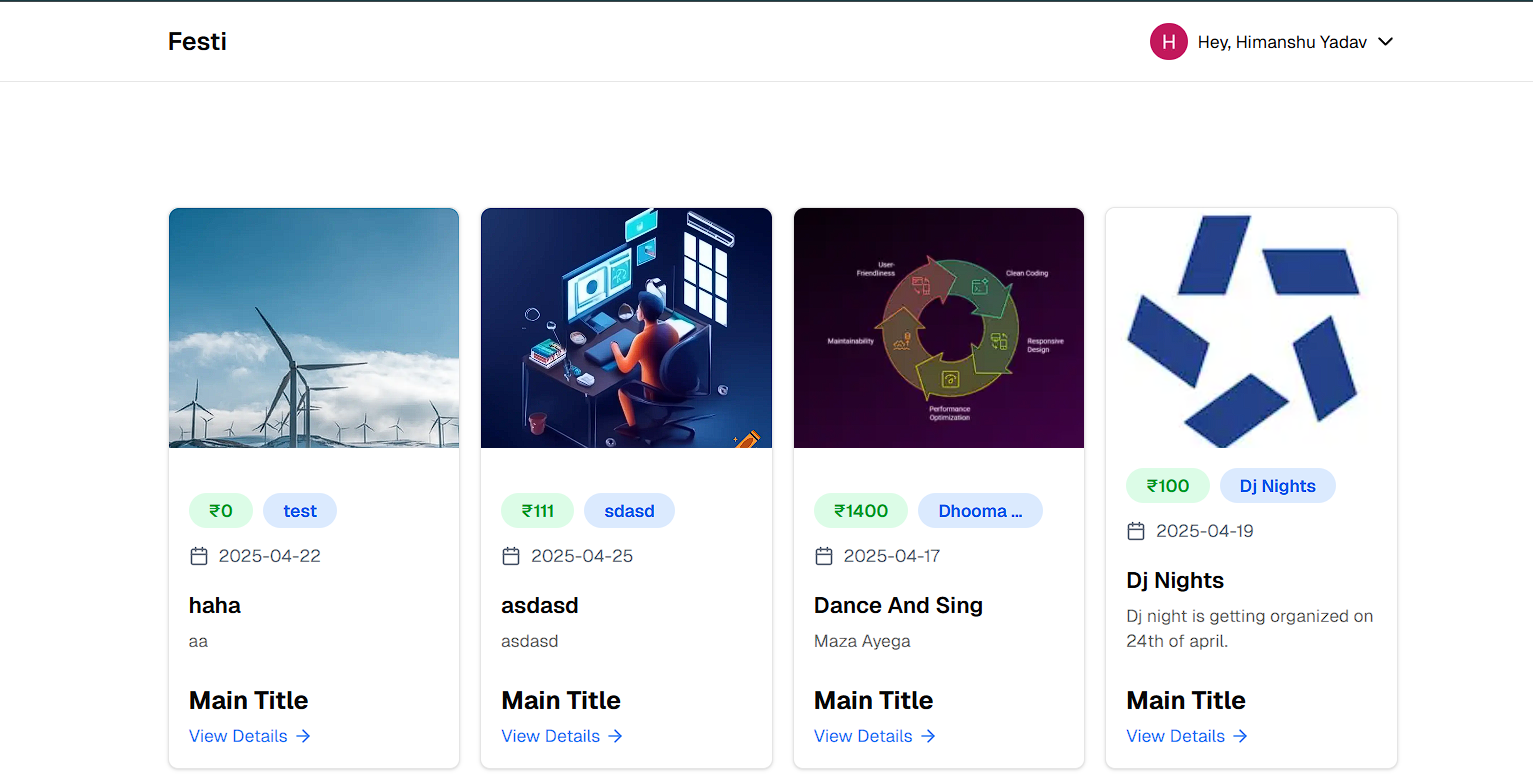 Festi
H Hey, Himanshu Yadav
User-
Friendliness
Clean Coding
Maintainability
Responsive
Design
Performance
Optimization
₹0 test
2025-04-22
haha
aa
Main Title
View Details →
₹111 sdasd
2025-04-25
asdasd
asdasd
Main Title
View Details →
₹1400 Dhooma ...
2025-04-17
Dance And Sing
Maza Ayega
Main Title
View Details →
₹100 Dj Nights
2025-04-19
Dj Nights
Dj night is getting organized on
24th of april.
Main Title
View Details →